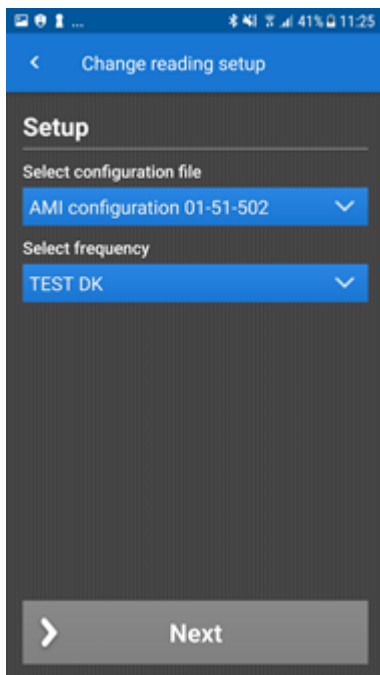 ... 41% 11:25
Change reading setup
Setup
Select configuration file
AMI configuration 01-51-502
Select frequency
TEST DK
Next